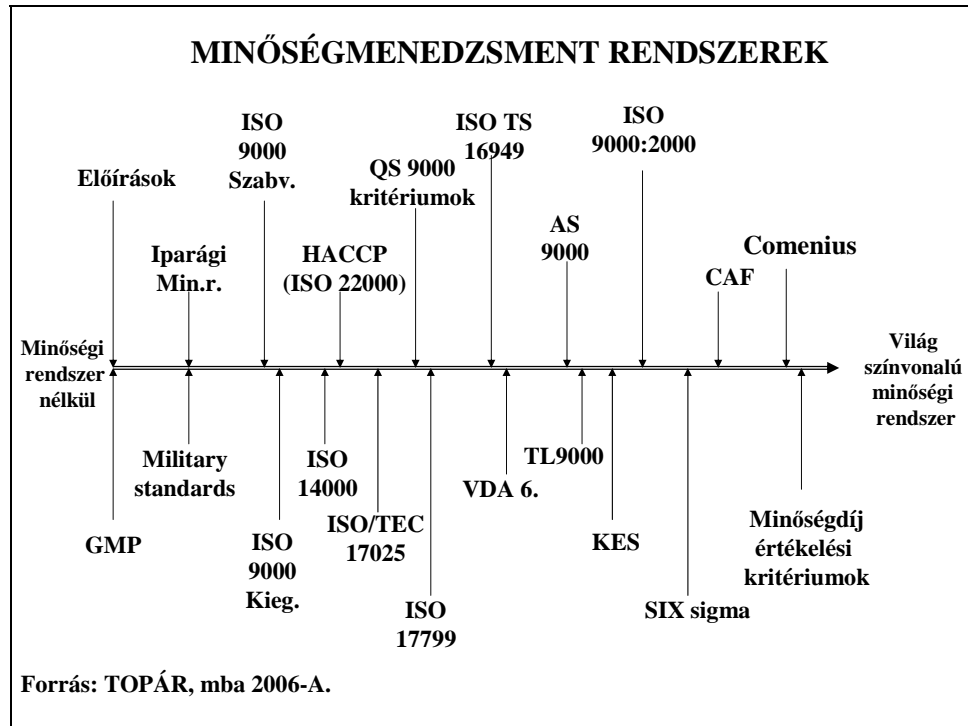 MINŐSÉGMENEDZSMENT RENDSZEREK
Előírások
Iparági
Min.r.
ISO
9000
Szabv.
HACCP
(ISO 22000)
QS 9000
kritériumok
ISO TS
16949
AS
9000
ISO
9000:2000
CAF
Comenius
Minőségi
rendszer
nélkül
Világ
színvonalú
minőségi
rendszer
GMP
Military
standards
ISO
9000
Kieg.
ISO
14000
ISO/TEC
17025
ISO
17799
VDA 6.
TL9000
KES
SIX sigma
Minőségdíj
értékelési
kritériumok
Forrás: TOPÁR, mba 2006-A.